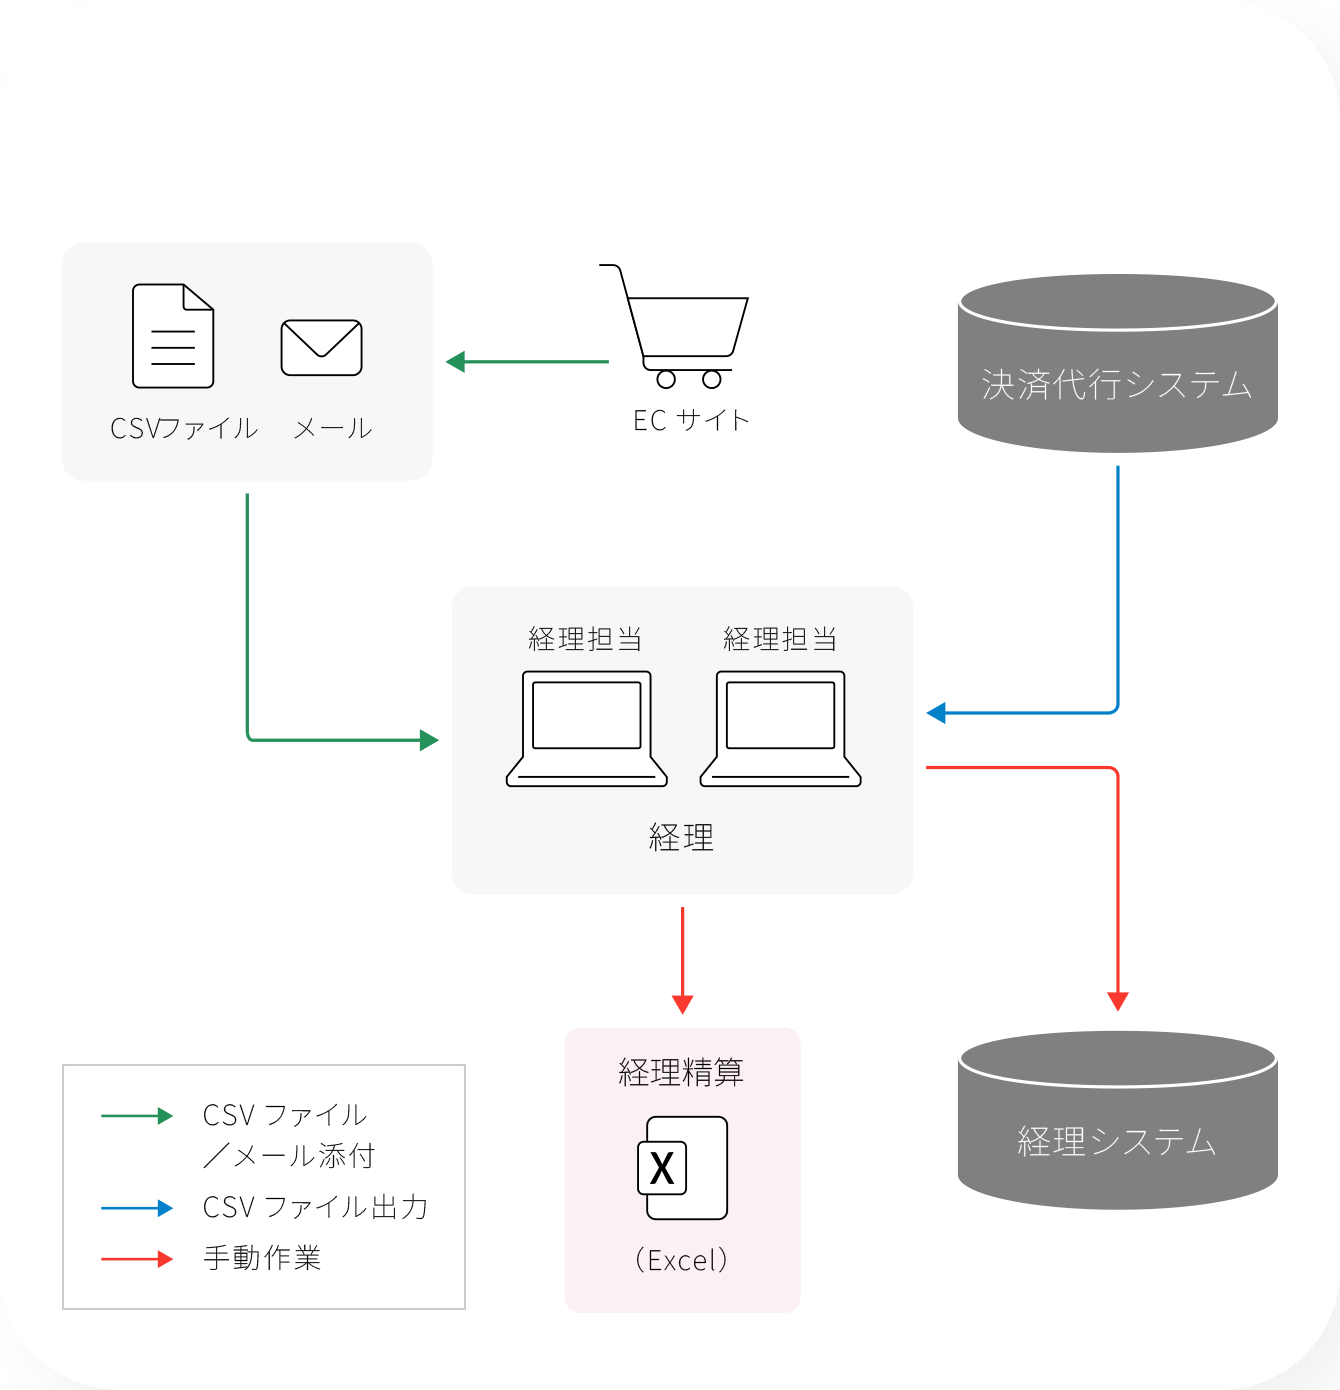 CSVファイル
メール
EC サイト
決済代行システム
経理担当
経理担当
経理
経理精算
X
（Excel）
経理システム
CSV ファイル
／メール添付
CSV ファイル出力
手動作業